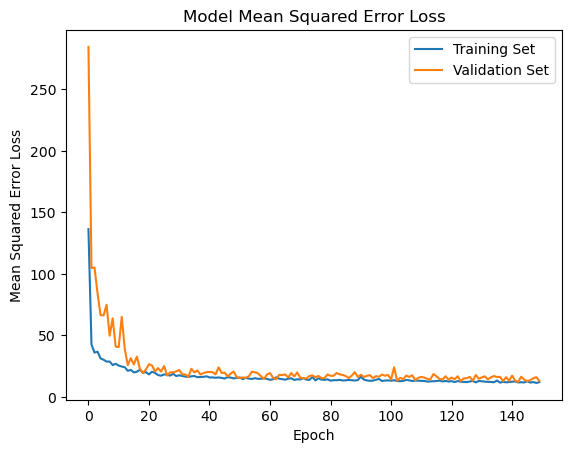 Model Mean Squared Error Loss
Training Set
Validation Set
Mean Squared Error Loss
250
200
150
100
50
0
0 20 40 60 80 100 120 140
Epoch